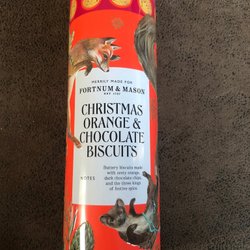 MERRILY MADE FOR
FORTNUM & MASON
EST 1707
CHRISTMAS
ORANGE &
CHOCOLATE
BISCUITS
NOTES
Buttery biscuits made
with zesty orange,
dark chocolate chips,
and the three kings
of festive spice